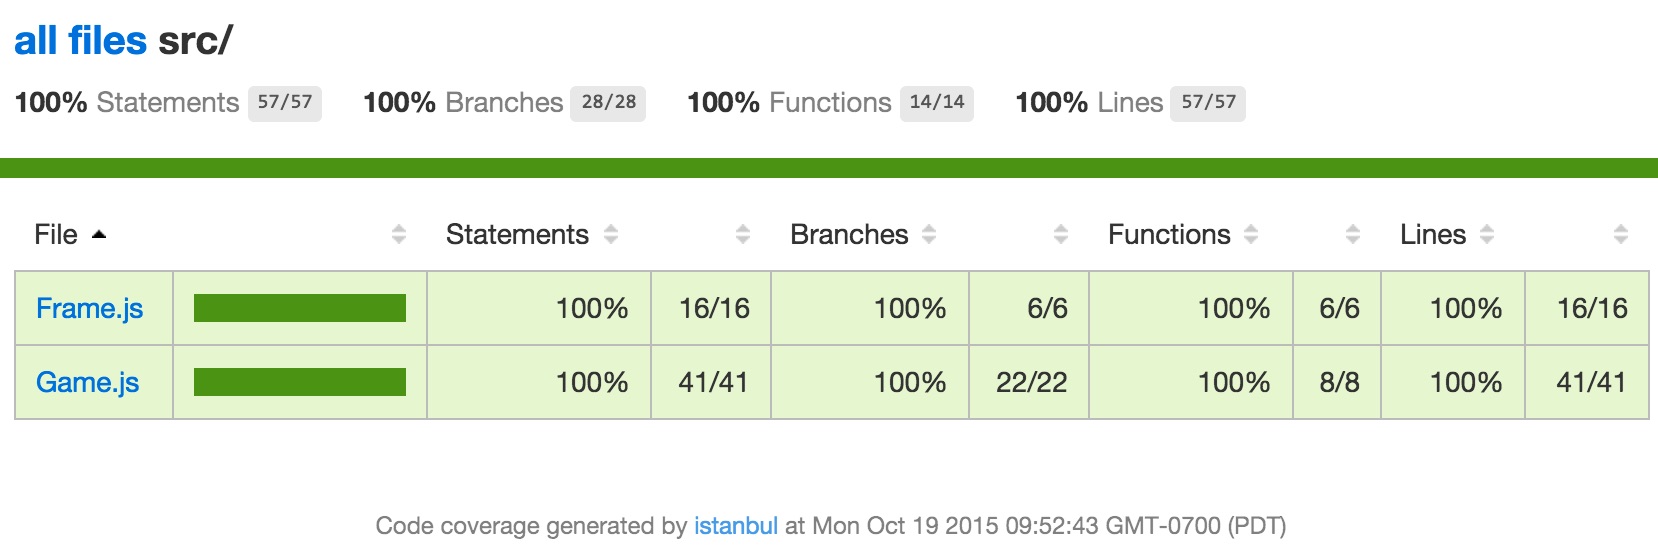 all files src/
100% Statements 57/57 100% Branches 28/28 100% Functions 14/14 100% Lines 57/57
File Statements Branches Functions Lines
Frame.js 100% 16/16 100% 6/6 100% 6/6 100% 16/16
Game.js 100% 41/41 100% 22/22 100% 8/8 100% 41/41
Code coverage generated by istanbul at Mon Oct 19 2015 09:52:43 GMT-0700 (PDT)